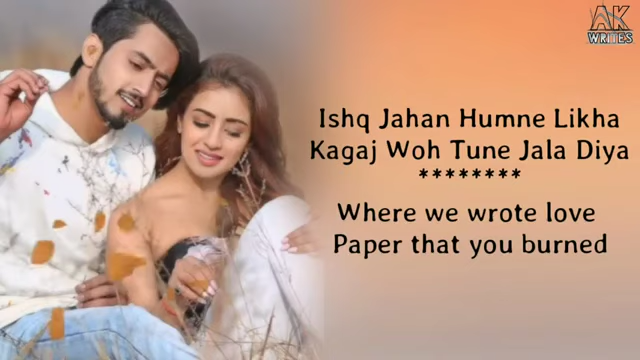 AK
WRITES
Ishq Jahan Humne Likha
Kagaj Woh Tune Jala Diya
********
Where we wrote love
Paper that you burned